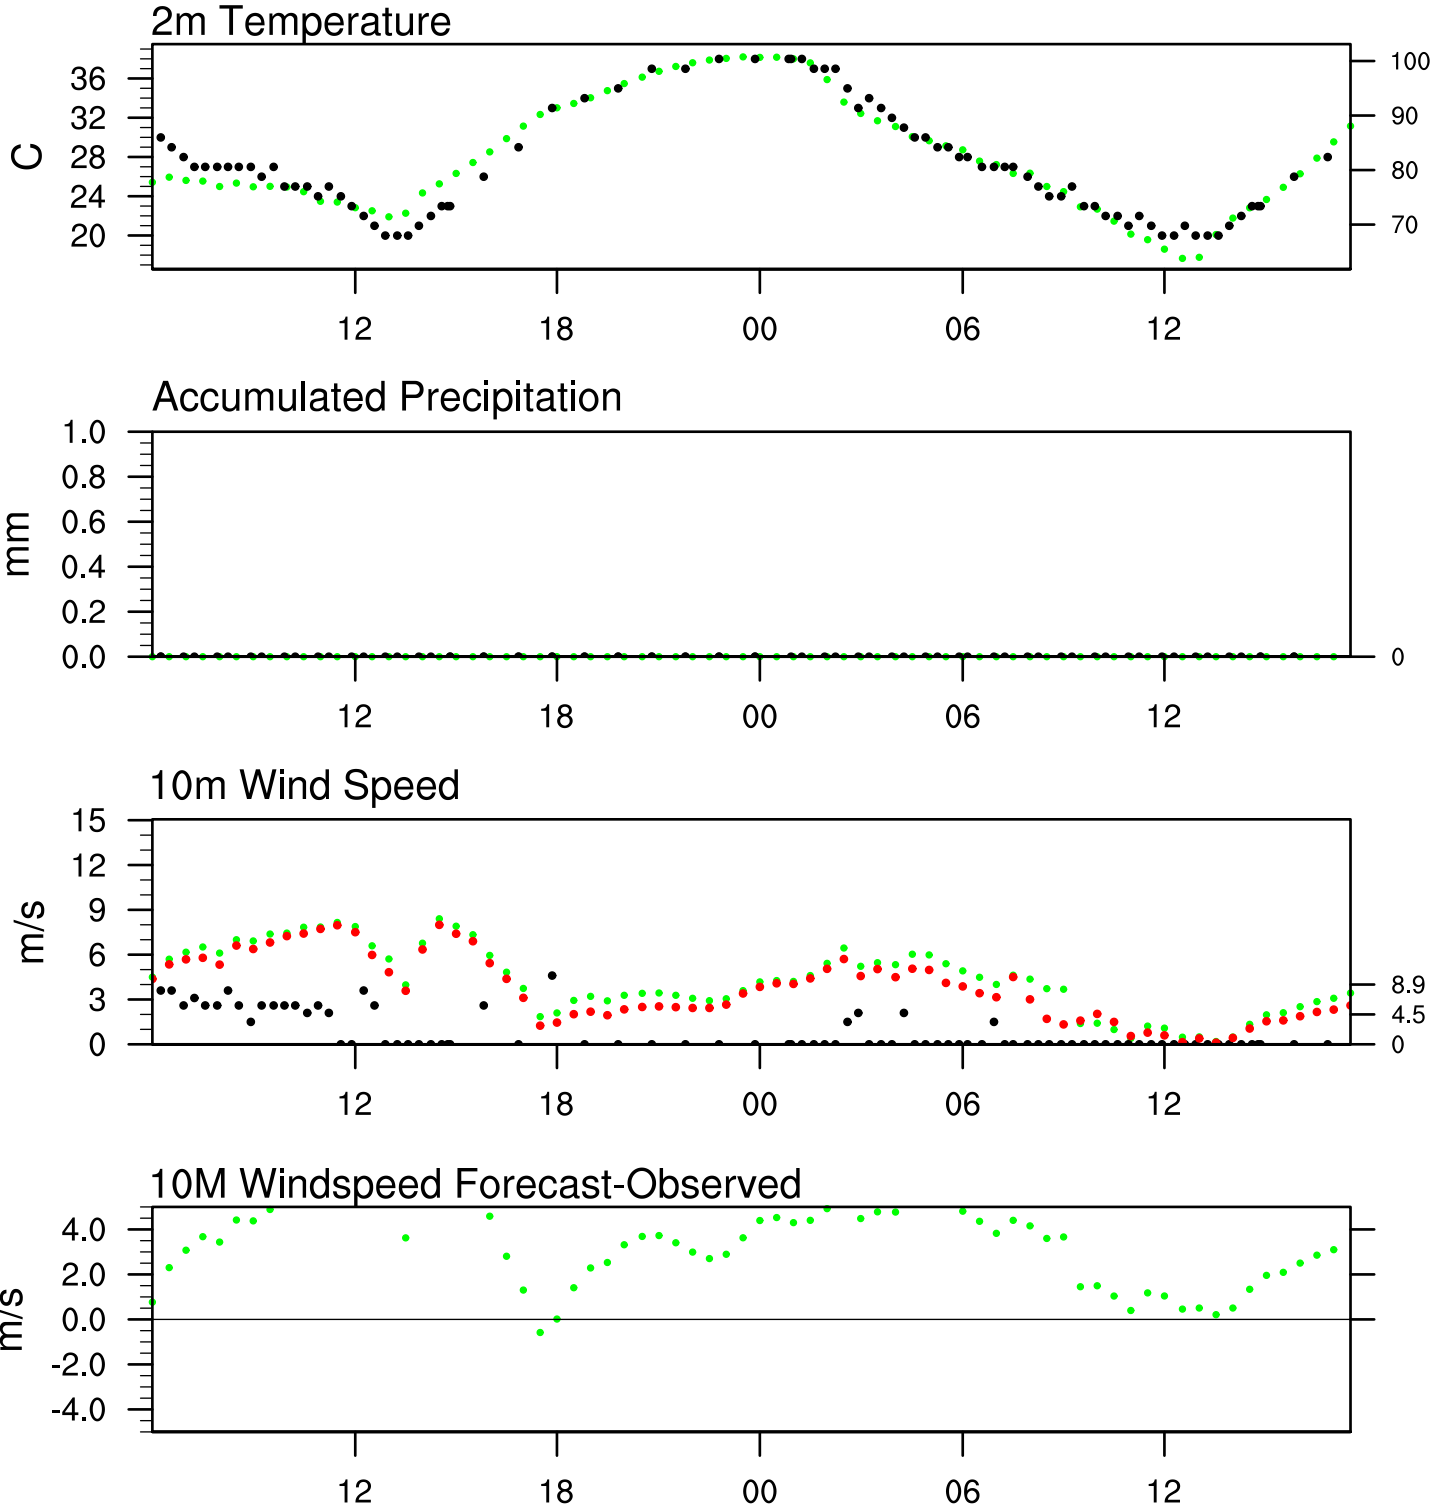 2m Temperature
36
32
28
24
20
C
100
90
80
70
12 18 00 06 12
Accumulated Precipitation
1.0
0.8
0.6
0.4
0.2
0.0
mm
0
12 18 00 06 12
10m Wind Speed
15
12
9
6
3
0
m/s
8.9
4.5
0
12 18 00 06 12
10M Windspeed Forecast-Observed
4.0
2.0
0.0
-2.0
-4.0
m/s
12 18 00 06 12